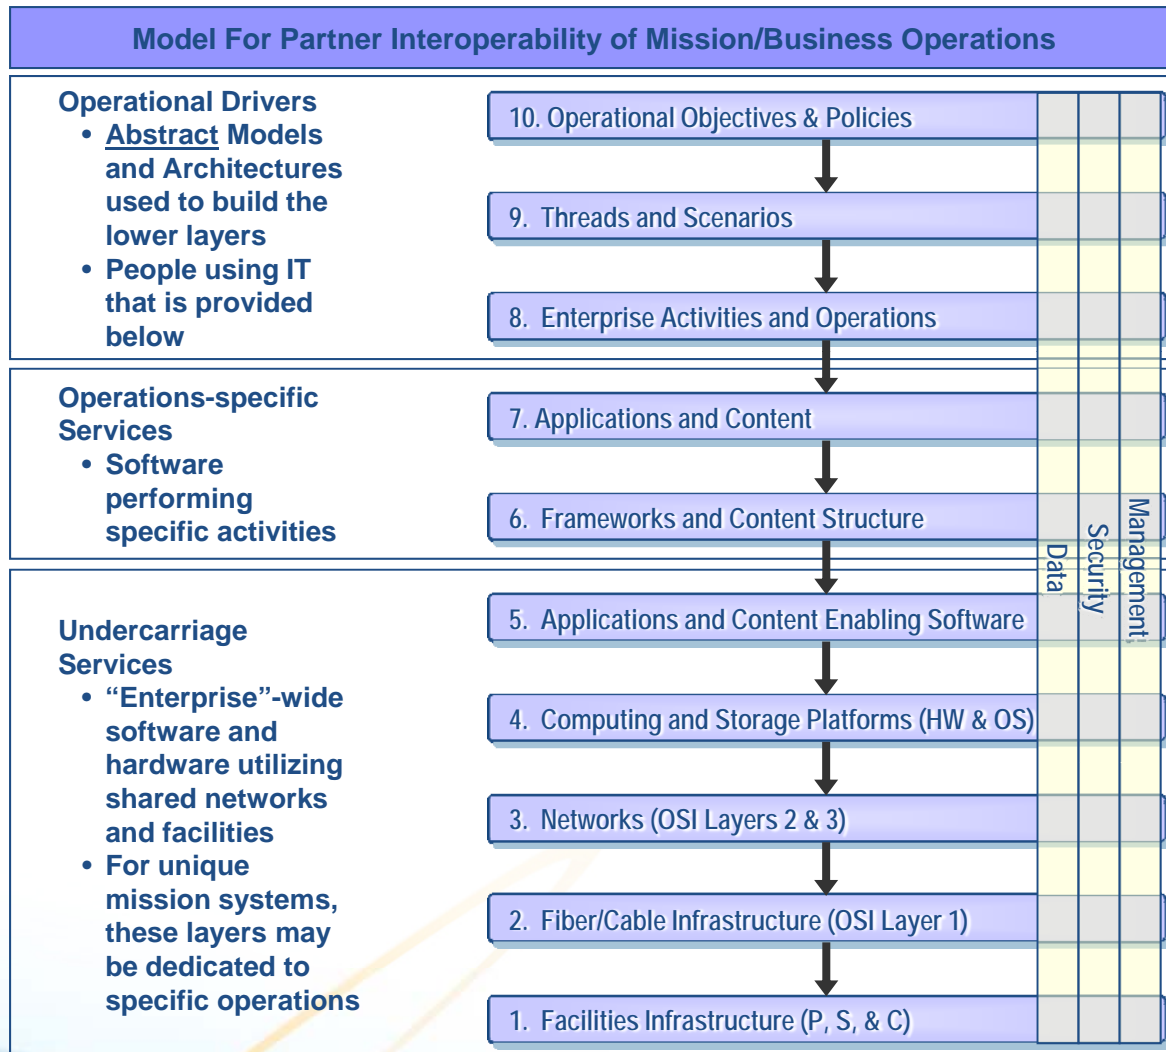 Model For Partner Interoperability of Mission/Business Operations
Operational Drivers
• Abstract Models
and Architectures
used to build the
lower layers
• People using IT
that is provided
below
10. Operational Objectives & Policies
9. Threads and Scenarios
8. Enterprise Activities and Operations
Operations-specific
Services
• Software
performing
specific activities
7. Applications and Content
6. Frameworks and Content Structure
Undercarriage
Services
• “Enterprise”-wide
software and
hardware utilizing
shared networks
and facilities
• For unique
mission systems,
these layers may
be dedicated to
specific operations
5. Applications and Content Enabling Software
4. Computing and Storage Platforms (HW & OS)
3. Networks (OSI Layers 2 & 3)
2. Fiber/Cable Infrastructure (OSI Layer 1)
1. Facilities Infrastructure (P, S, & C)
Data
Security
Management